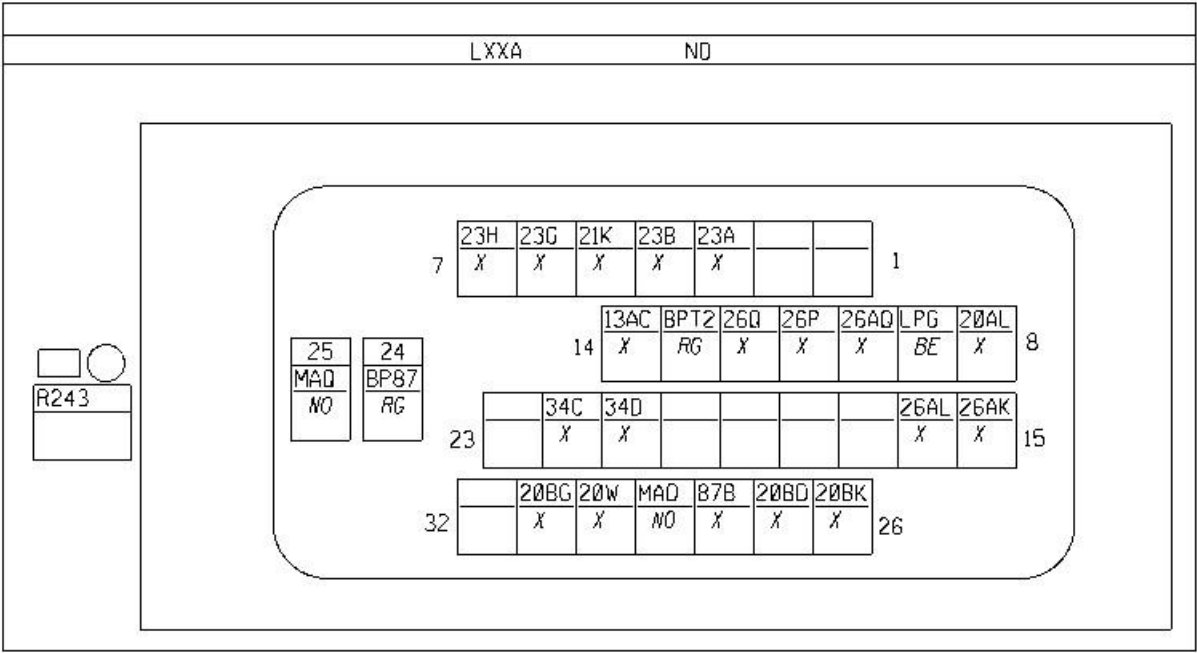 LXXA ND
23H 23G 21K 23B 23A
7 X X X X X 1
13AC BPT2 26Q 26P 26AQ LPG 20AL
14 X RG X X X BE X 8
25 24
MAQ BP87
NO RG
R243
34C 34D 26AL 26AK
23 X X X X 15
20BG 20W MAQ 87B 20BD 20BK
32 X X NO X X X 26